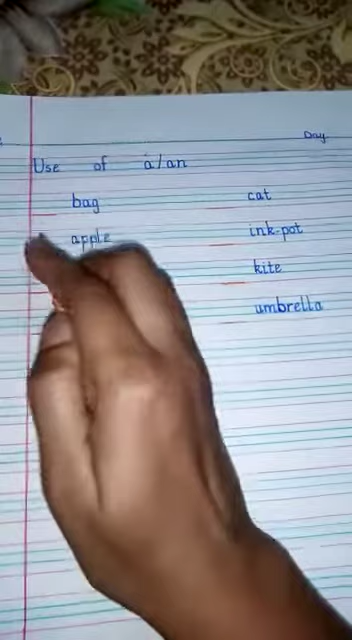 Day
Use of a/an
bag cat
apple ink-pot
kite
umbrella